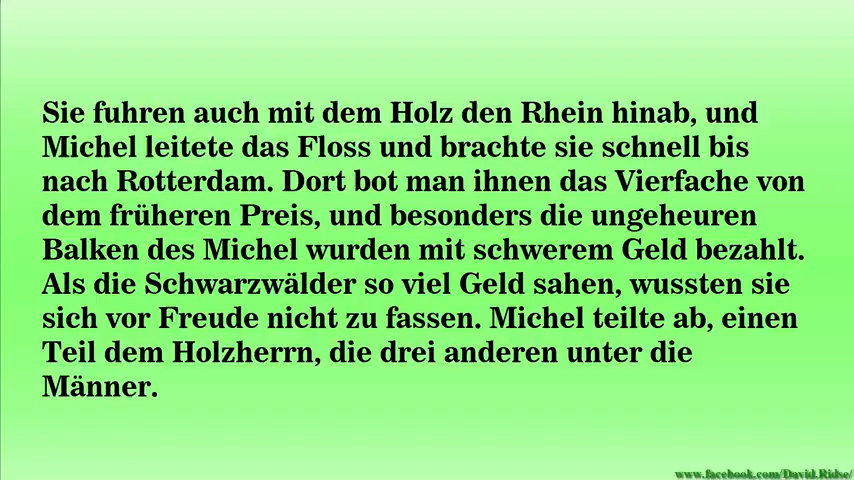 Sie fuhren auch mit dem Holz den Rhein hinab, und
Michel leitete das Floss und brachte sie schnell bis
nach Rotterdam. Dort bot man ihnen das Vierfache von
dem früheren Preis, und besonders die ungeheuren
Balken des Michel wurden mit schwerem Geld bezahlt.
Als die Schwarzwälder so viel Geld sahen, wussten sie
sich vor Freude nicht zu fassen. Michel teilte ab, einen
Teil dem Holzherrn, die drei anderen unter die
Männer.
www.facebook.com/David.Ridse/